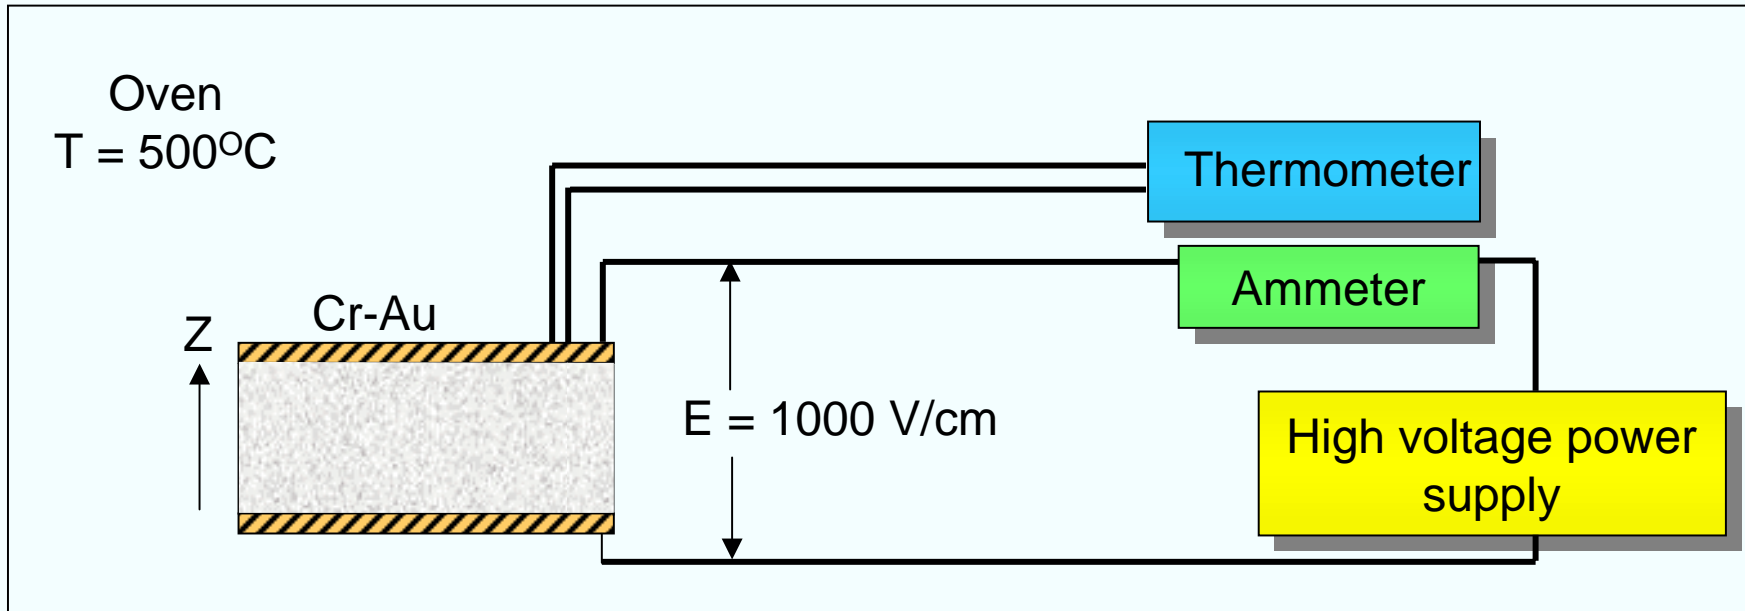 Oven
T = 500ᴼC
Thermometer
Ammeter
Cr-Au
Z
E = 1000 V/cm
High voltage power
supply